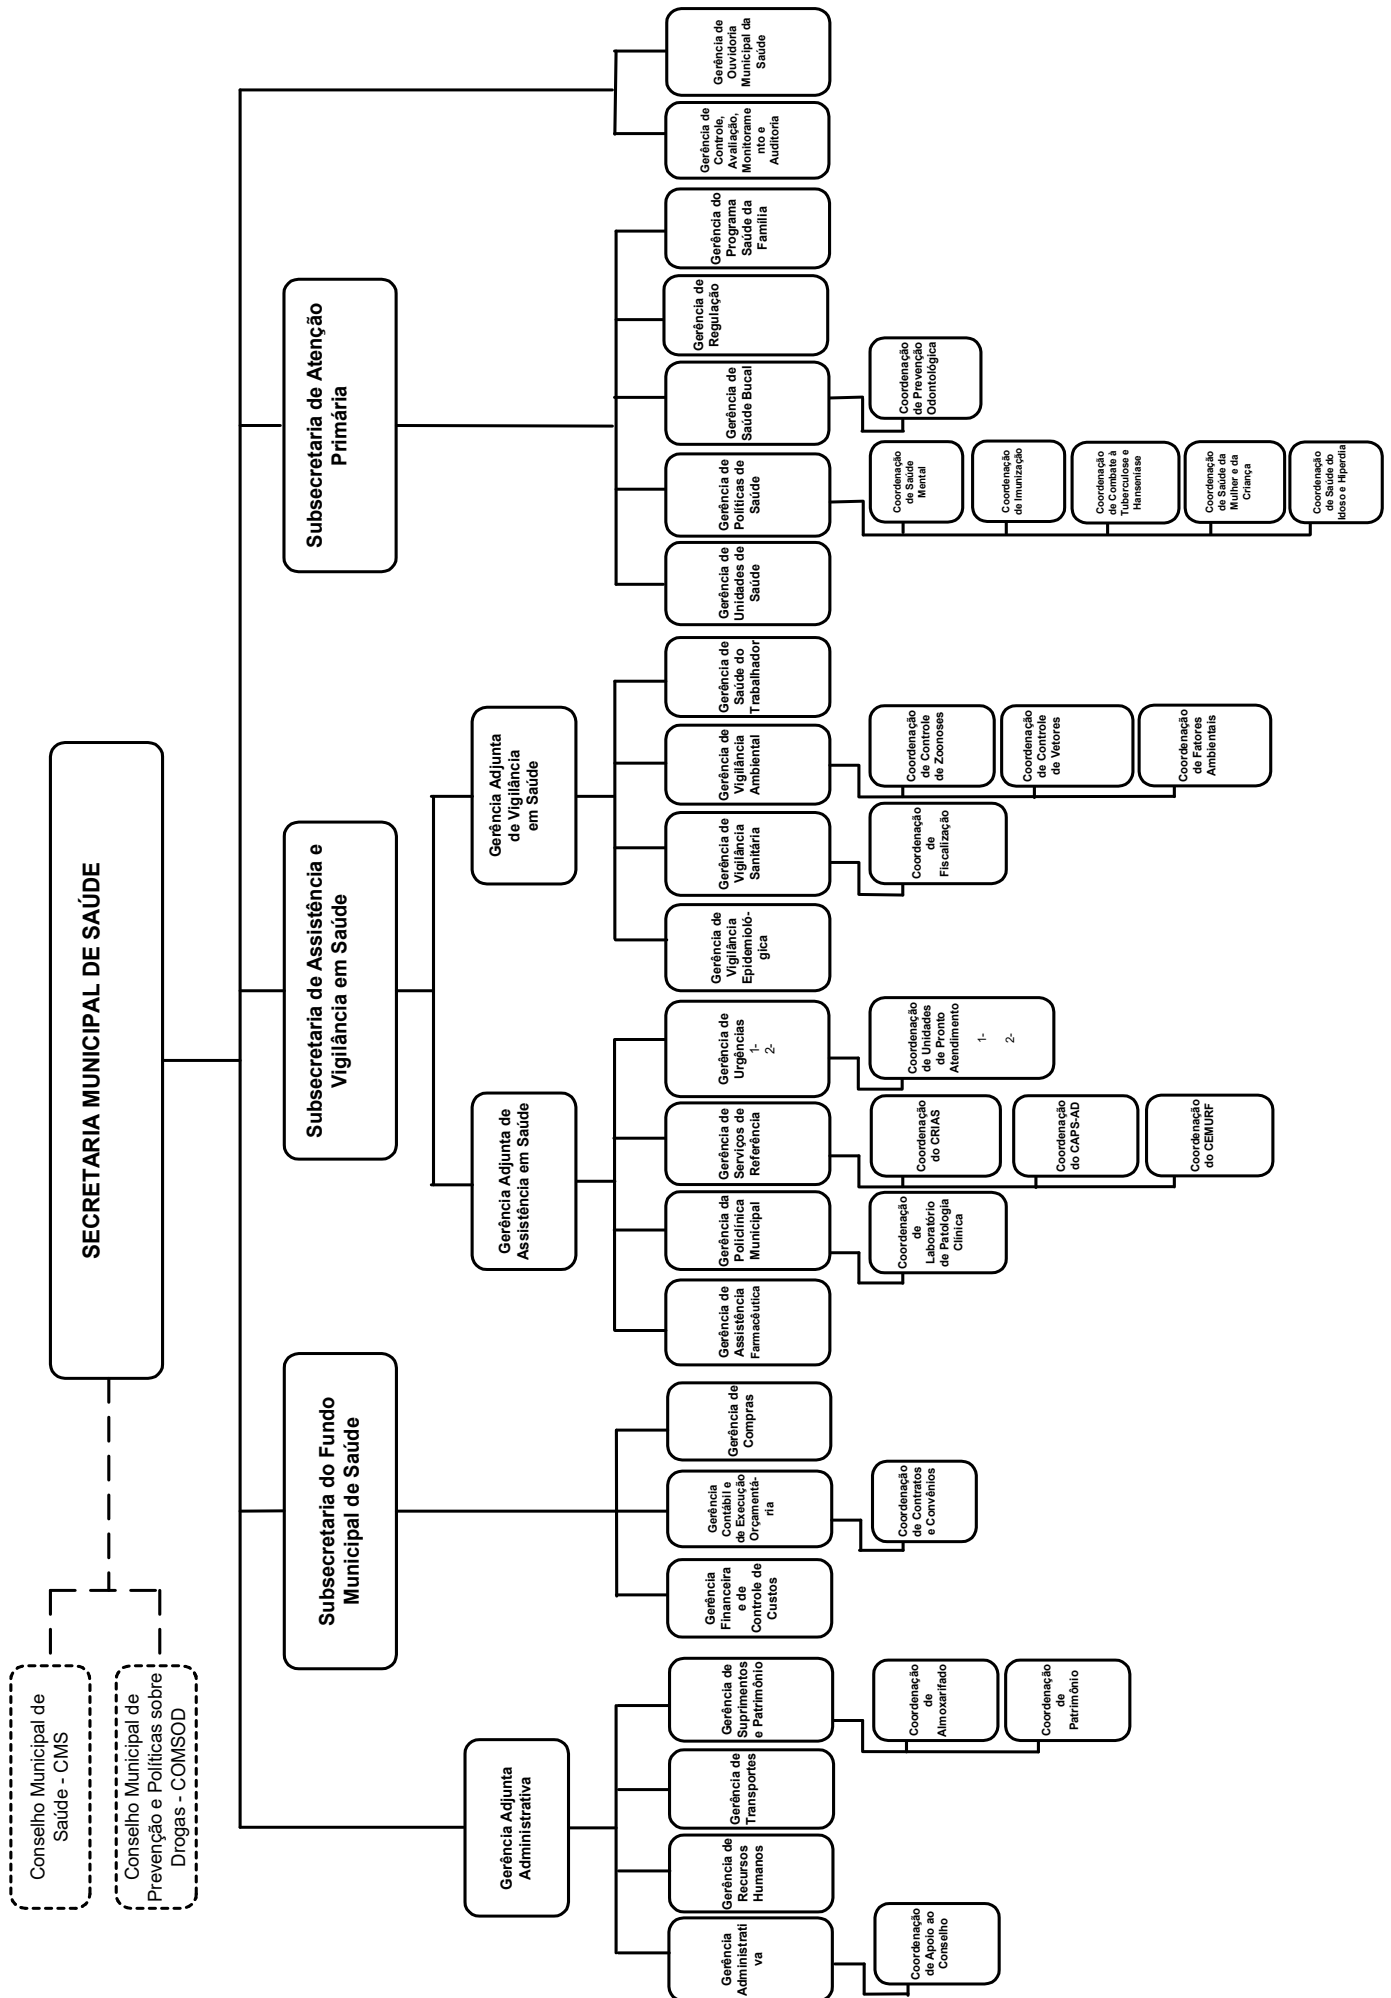 Conselho Municipal de
Saúde - CMS
Conselho Municipal de
Prevenção e Políticas sobre
Drogas - COMSOD
SECRETARIA MUNICIPAL DE SAÚDE
Subsecretaria do Fundo
Municipal de Saúde
Subsecretaria de Assistência e
Vigilância em Saúde
Subsecretaria de Atenção
Primária
Gerência Adjunta
Administrativa
Gerência Adjunta de
Assistência em Saúde
Gerência Adjunta
de Vigilância
em Saúde
Gerência
Administrati
va
Gerência de
Recursos
Humanos
Gerência de
Transportes
Gerência de
Suprimentos
e Patrimônio
Gerência
Financeira
e de
Controle de
Custos
Gerência
Contábil e
de Execução
Orçamentá-
ria
Gerência de
Compras
Gerência de
Assistência
Farmacêutica
Gerência da
Policlínica
Municipal
Gerência de
Serviços de
Referência
Gerência de
Urgências
1-
2-
Gerência de
Vigilância
Epidemioló-
gica
Gerência de
Vigilância
Sanitária
Gerência de
Vigilância
Ambiental
Gerência de
Saúde do
Trabalhador
Gerência de
Unidades de
Saúde
Gerência de
Políticas de
Saúde
Gerência de
Saúde Bucal
Gerência de
Regulação
Gerência do
Programa
Saúde da
Família
Gerência de
Controle,
Avaliação,
Monitorame
nto e
Auditoria
Gerência de
Ouvidoria
Municipal da
Saúde
Coordenação
de Apoio ao
Conselho
Coordenação
de
Almoxarifado
Coordenação
de
Patrimônio
Coordenação
de Contratos
e Convênios
Coordenação
de
Laboratório
de Patologia
Clínica
Coordenação
do CRIAS
Coordenação
do CAPS-AD
Coordenação
do CEMURF
Coordenação
de Unidades
de Pronto
Atendimento
1-
2-
Coordenação
de
Fiscalização
Coordenação
de Controle
de Zoonoses
Coordenação
de Controle
de Vetores
Coordenação
de Fatores
Ambientais
Coordenação
de Saúde
Mental
Coordenação
de Imunização
Coordenação
de Combate à
Tuberculose e
Hanseníase
Coordenação
de Saúde da
Mulher e da
Criança
Coordenação
de Saúde do
Idoso e Hiperdia
Coordenação
de Prevenção
Odontológica